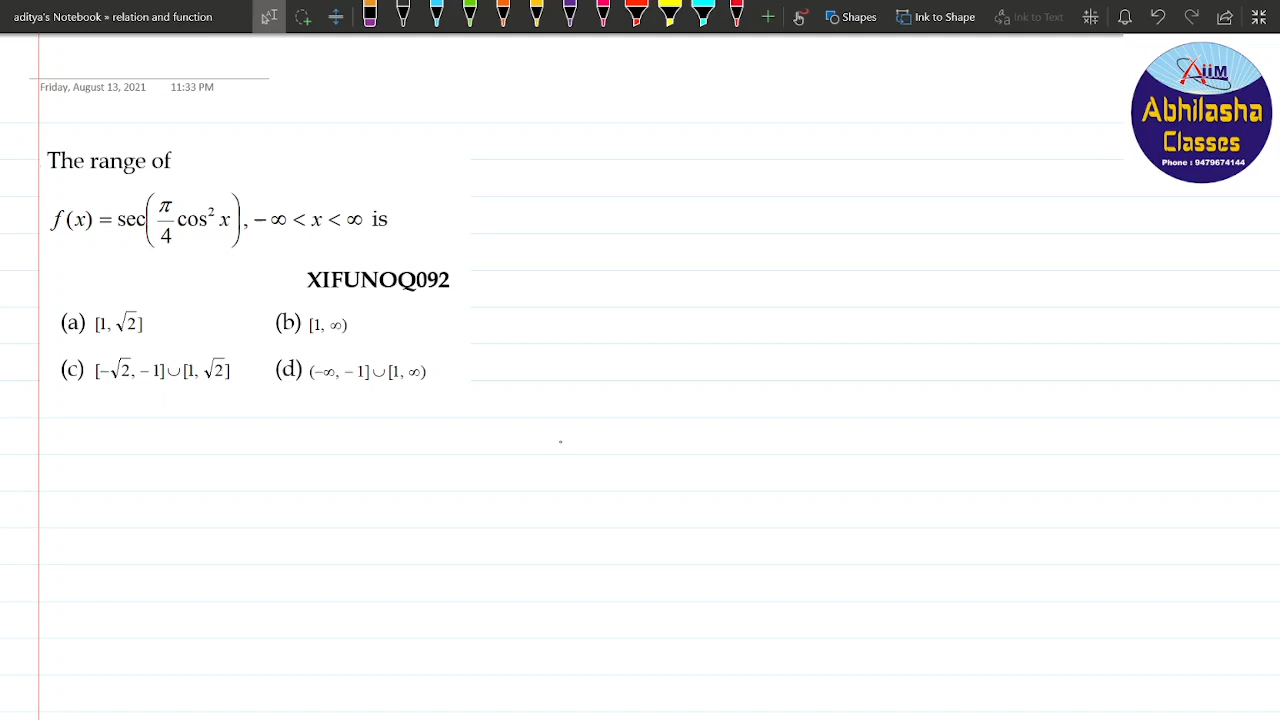 aditya's Notebook » relation and function
Shapes
Ink to Shape
Ink to Text
Friday, August 13, 2021 11:33 PM
AiiM
Abhilasha
Classes
Phone : 9479674144
The range of
f(x) = sec(π/4 cos² x), −∞ < x < ∞ is
XIFUNOQ092
(a) [1, √2] (b) [1, ∞)
(c) [−√2, −1]∪[1, √2] (d) (−∞, −1]∪[1, ∞)